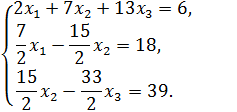 2x₁ + 7x₂ + 13x₃ = 6,
7/2 x₁ − 15/2 x₂ = 18,
15/2 x₂ − 33/2 x₃ = 39.